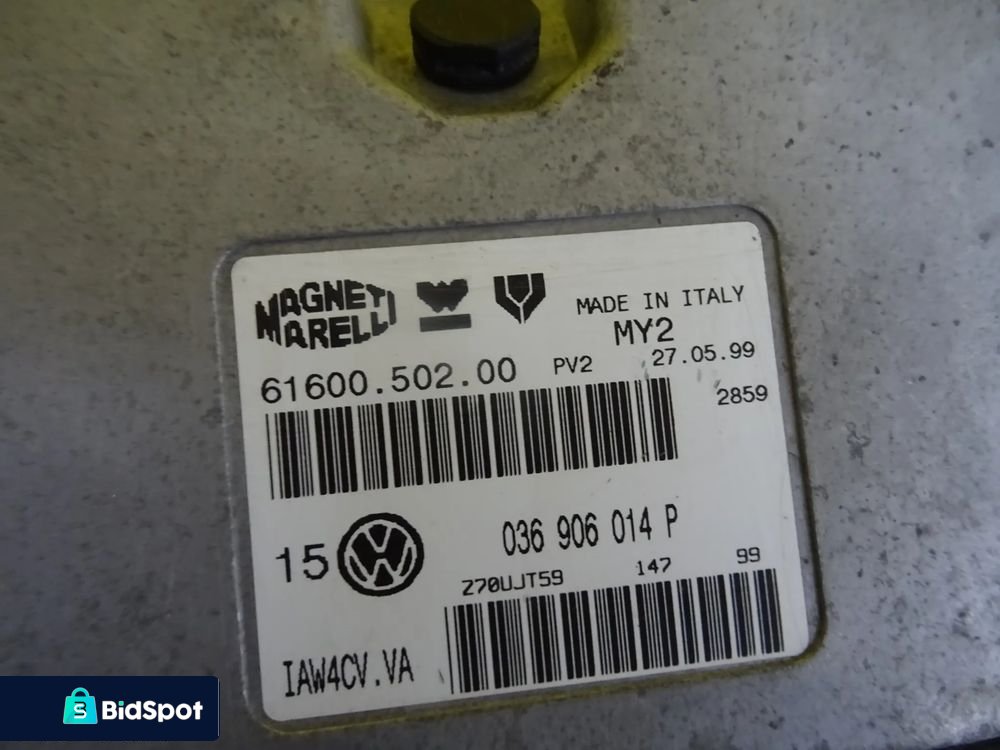 MAGNETI
MARELLI
MADE IN ITALY
MY2
61600.502.00 PV2 27.05.99
2859
15 036 906 014 P
Z70UJT59 147 99
IAW4CV.VA
BidSpot